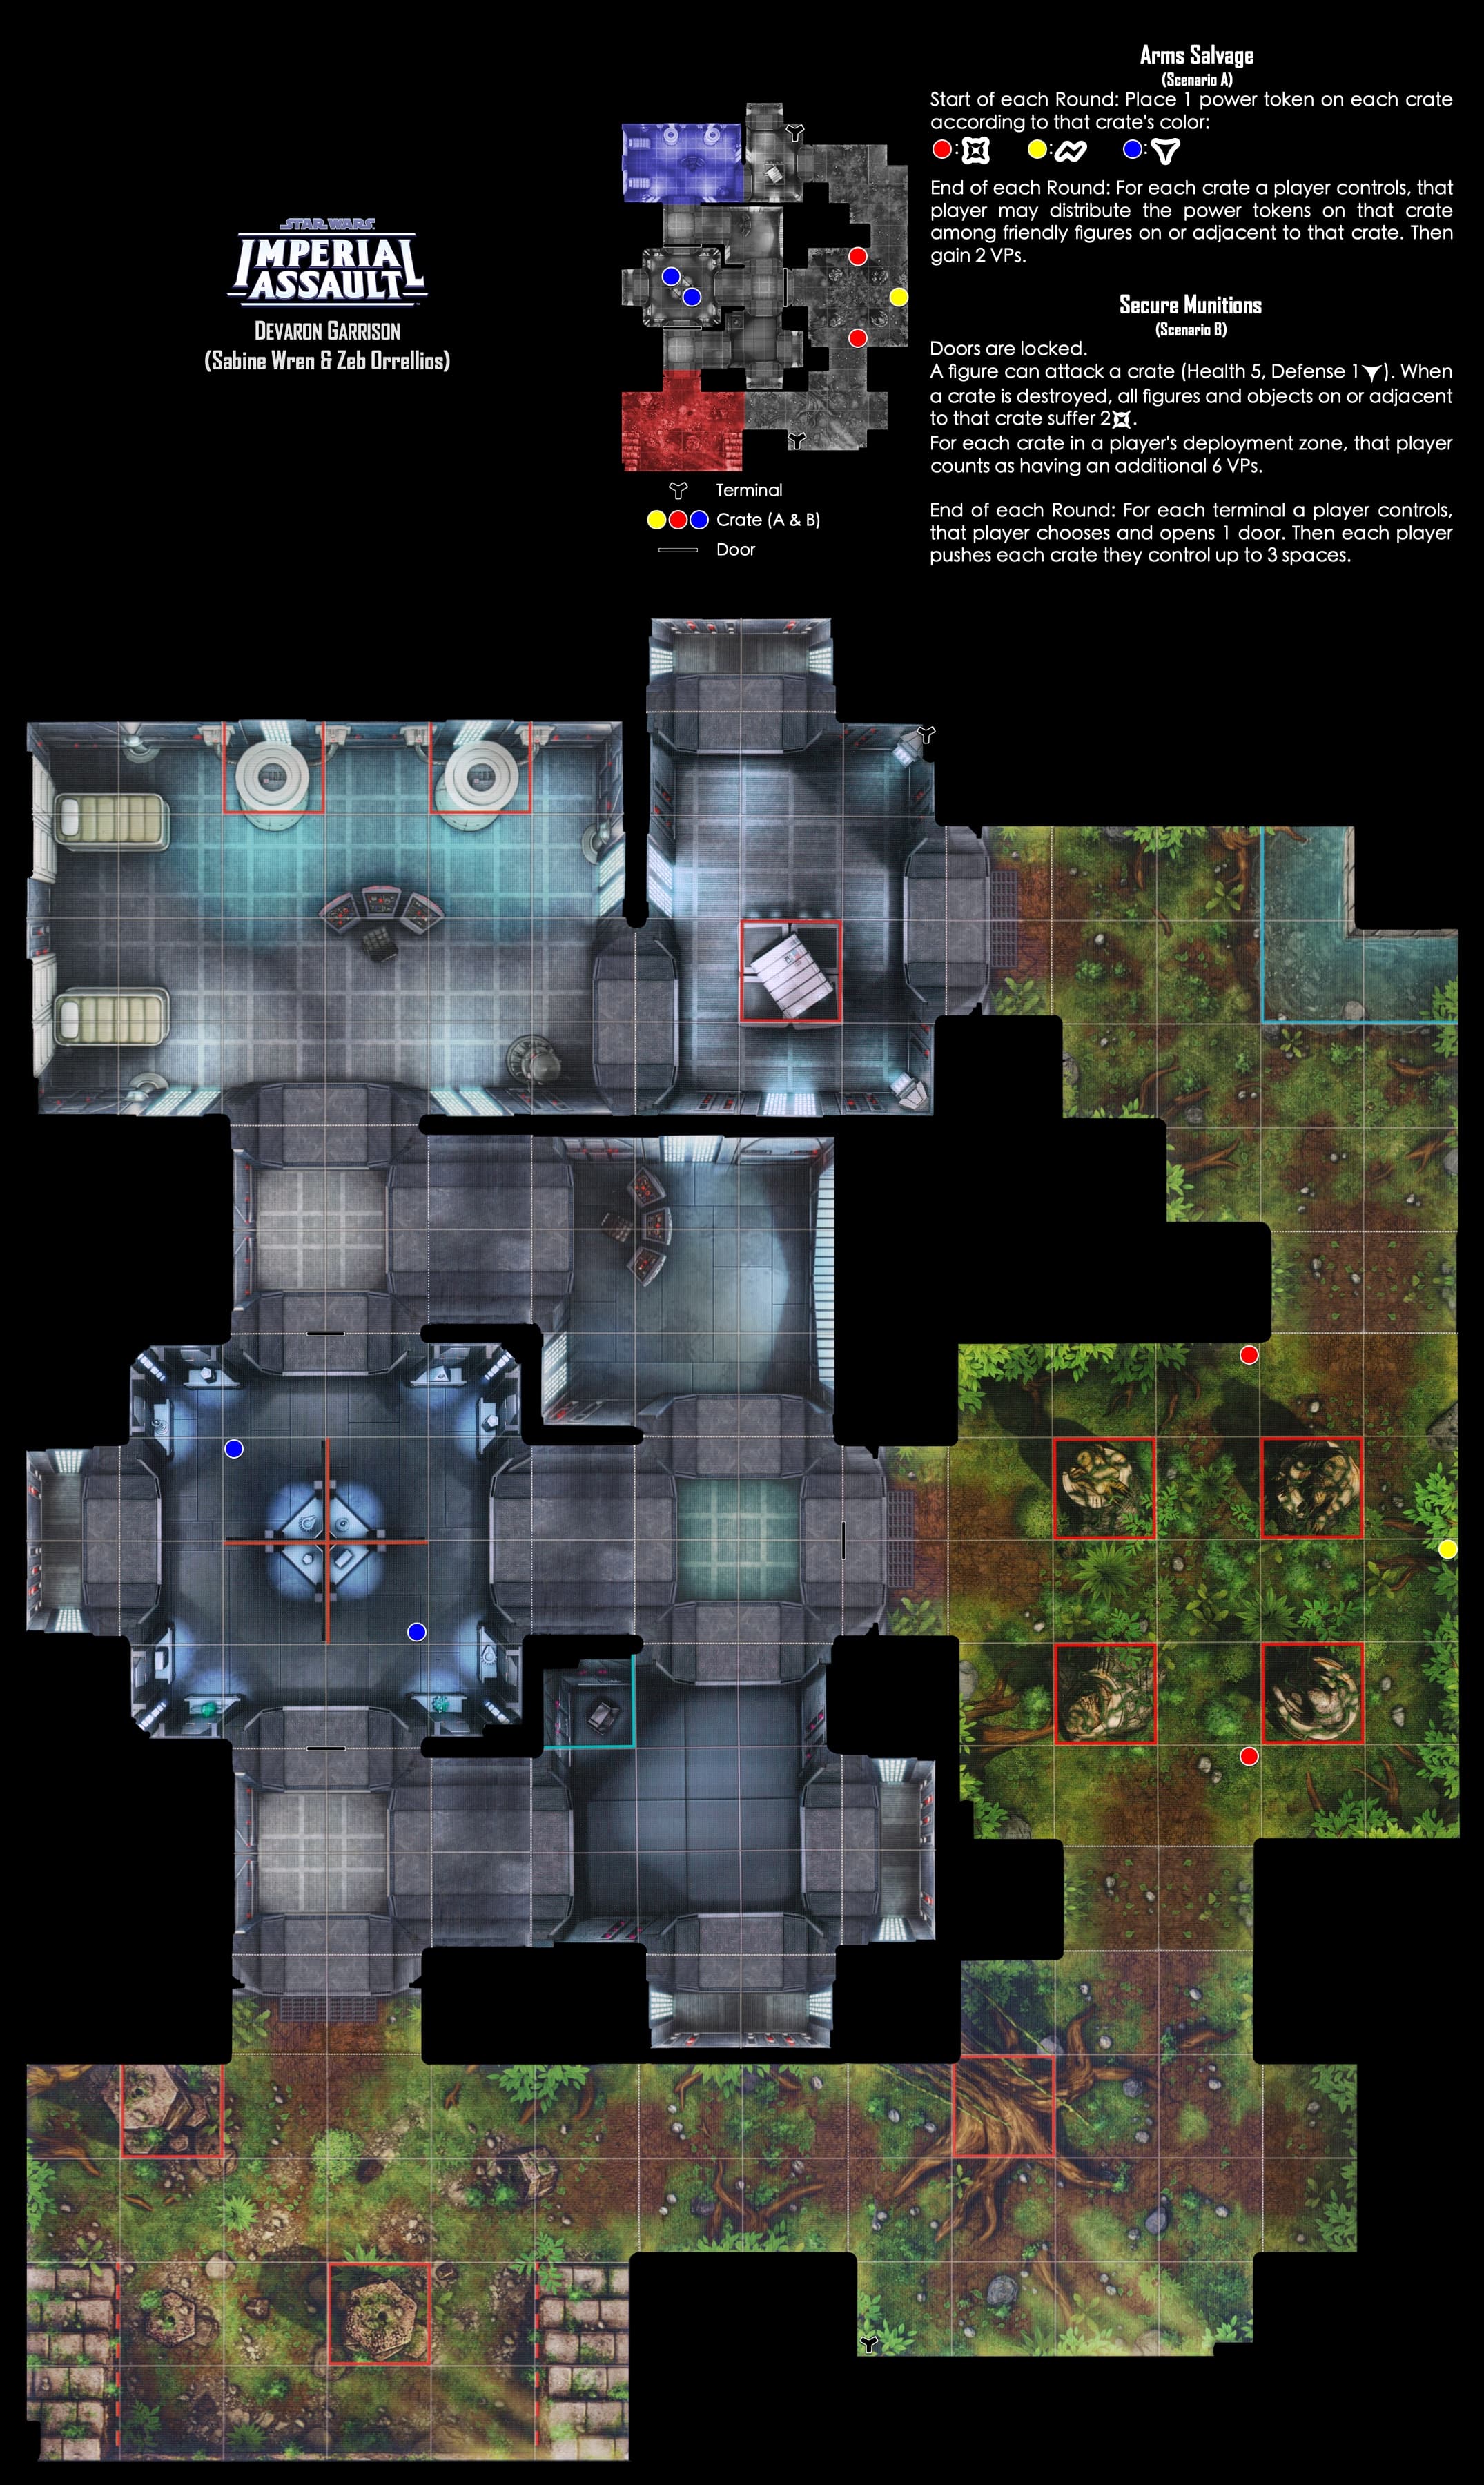 STAR WARS
IMPERIAL
ASSAULT
DEVARON GARRISON
(Sabine Wren & Zeb Orrellios)
Arms Salvage
(Scenario A)
Start of each Round: Place 1 power token on each crate
according to that crate's color:
: : :
End of each Round: For each crate a player controls, that
player may distribute the power tokens on that crate
among friendly figures on or adjacent to that crate. Then
gain 2 VPs.
Secure Munitions
(Scenario B)
Doors are locked.
A figure can attack a crate (Health 5, Defense 1 ). When
a crate is destroyed, all figures and objects on or adjacent
to that crate suffer 2 .
For each crate in a player's deployment zone, that player
counts as having an additional 6 VPs.
End of each Round: For each terminal a player controls,
that player chooses and opens 1 door. Then each player
pushes each crate they control up to 3 spaces.
Terminal
Crate (A & B)
Door